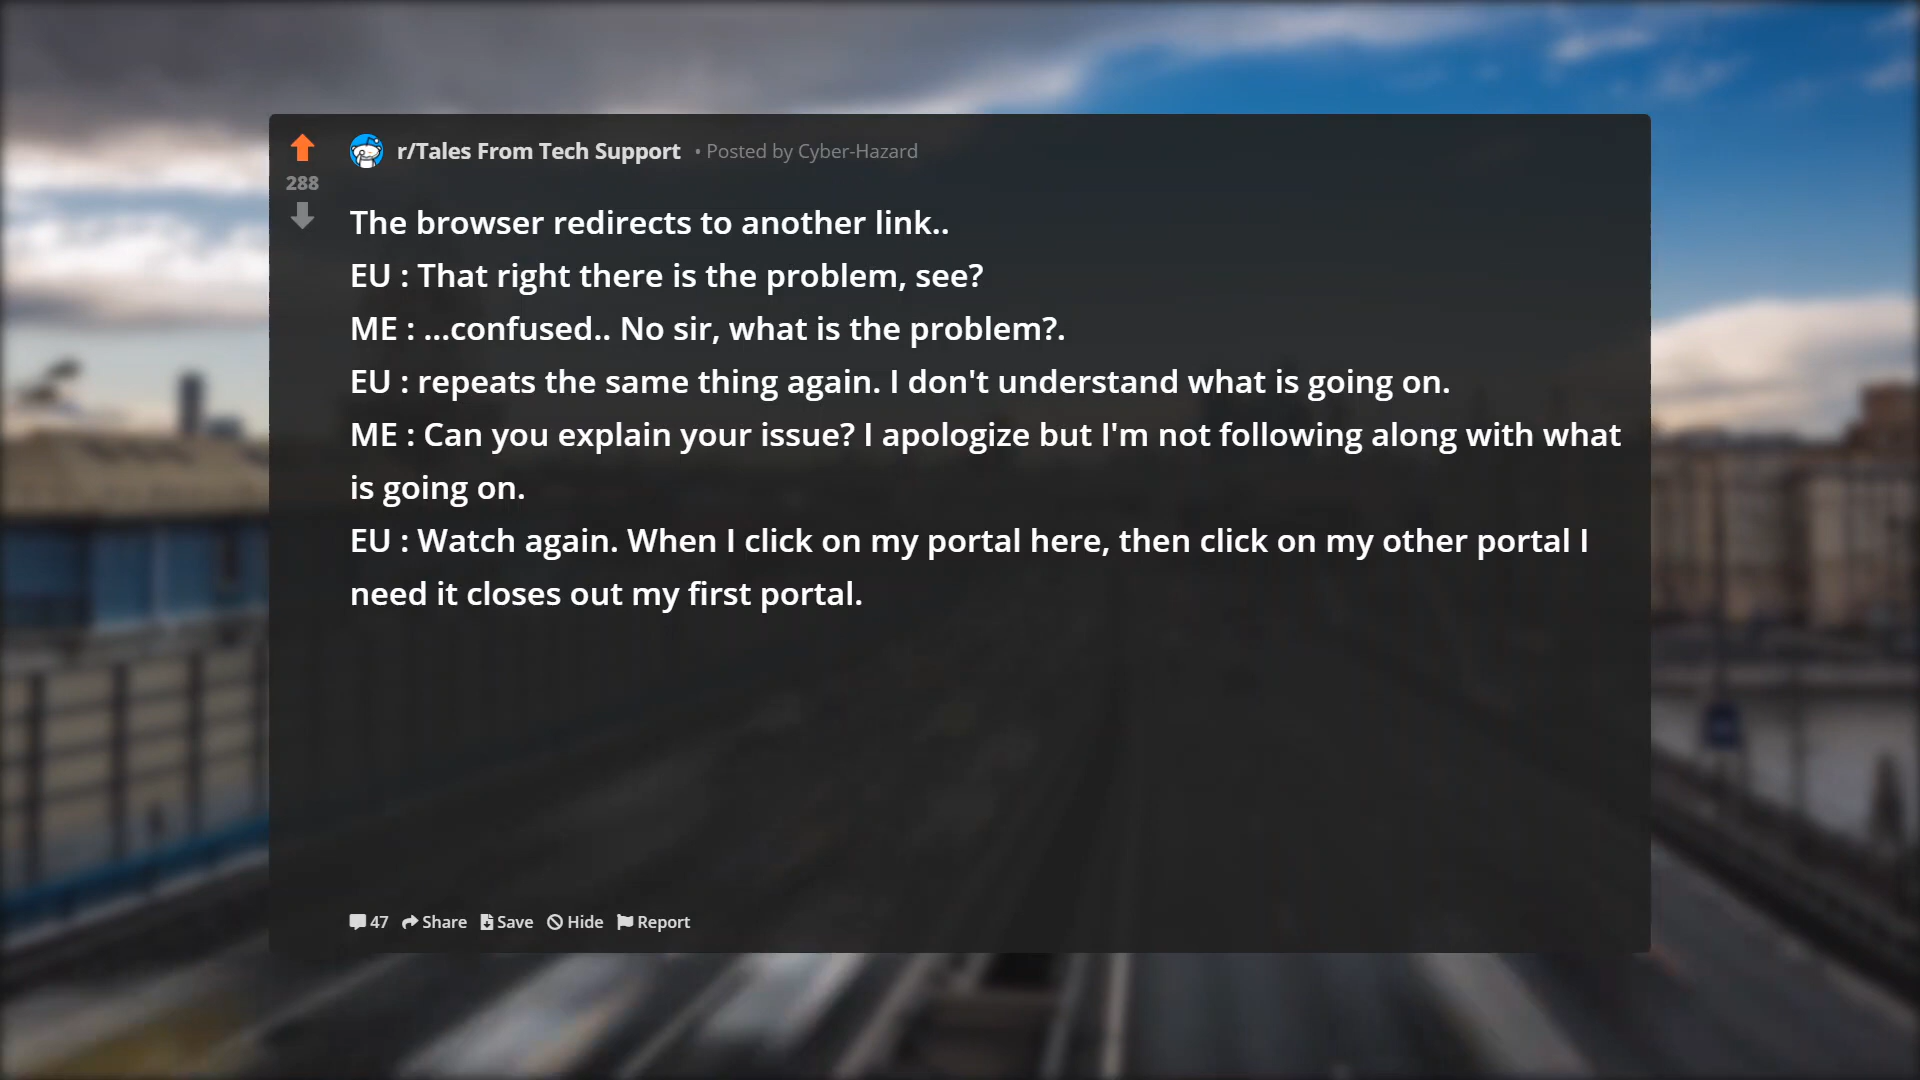 r/Tales From Tech Support • Posted by Cyber-Hazard
288
The browser redirects to another link..
EU : That right there is the problem, see?
ME : ...confused.. No sir, what is the problem?.
EU : repeats the same thing again. I don't understand what is going on.
ME : Can you explain your issue? I apologize but I'm not following along with what
is going on.
EU : Watch again. When I click on my portal here, then click on my other portal I
need it closes out my first portal.
47 Share Save Hide Report